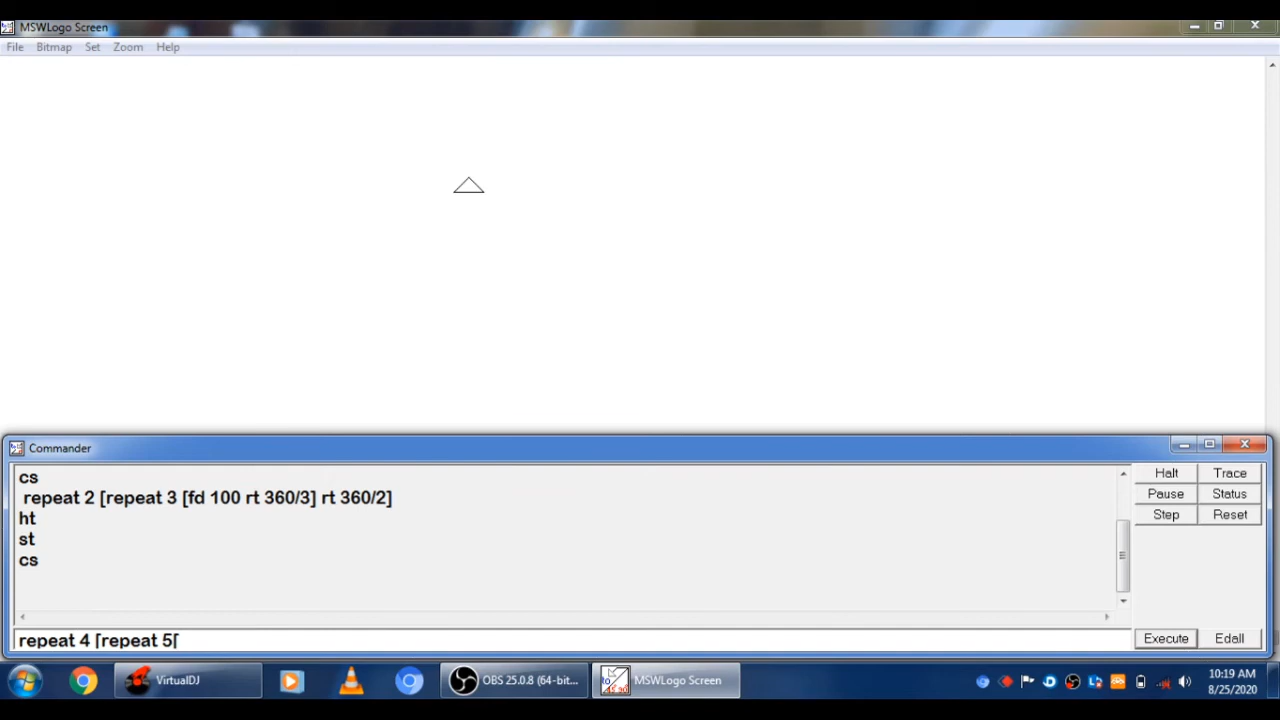 MSWLogo Screen
File Bitmap Set Zoom Help
Commander
cs
repeat 2 [repeat 3 [fd 100 rt 360/3] rt 360/2]
ht
st
cs
repeat 4 [repeat 5[
Halt Trace
Pause Status
Step Reset
Execute Edall
VirtualDJ
OBS 25.0.8 (64-bit...
MSWLogo Screen
10:19 AM
8/25/2020